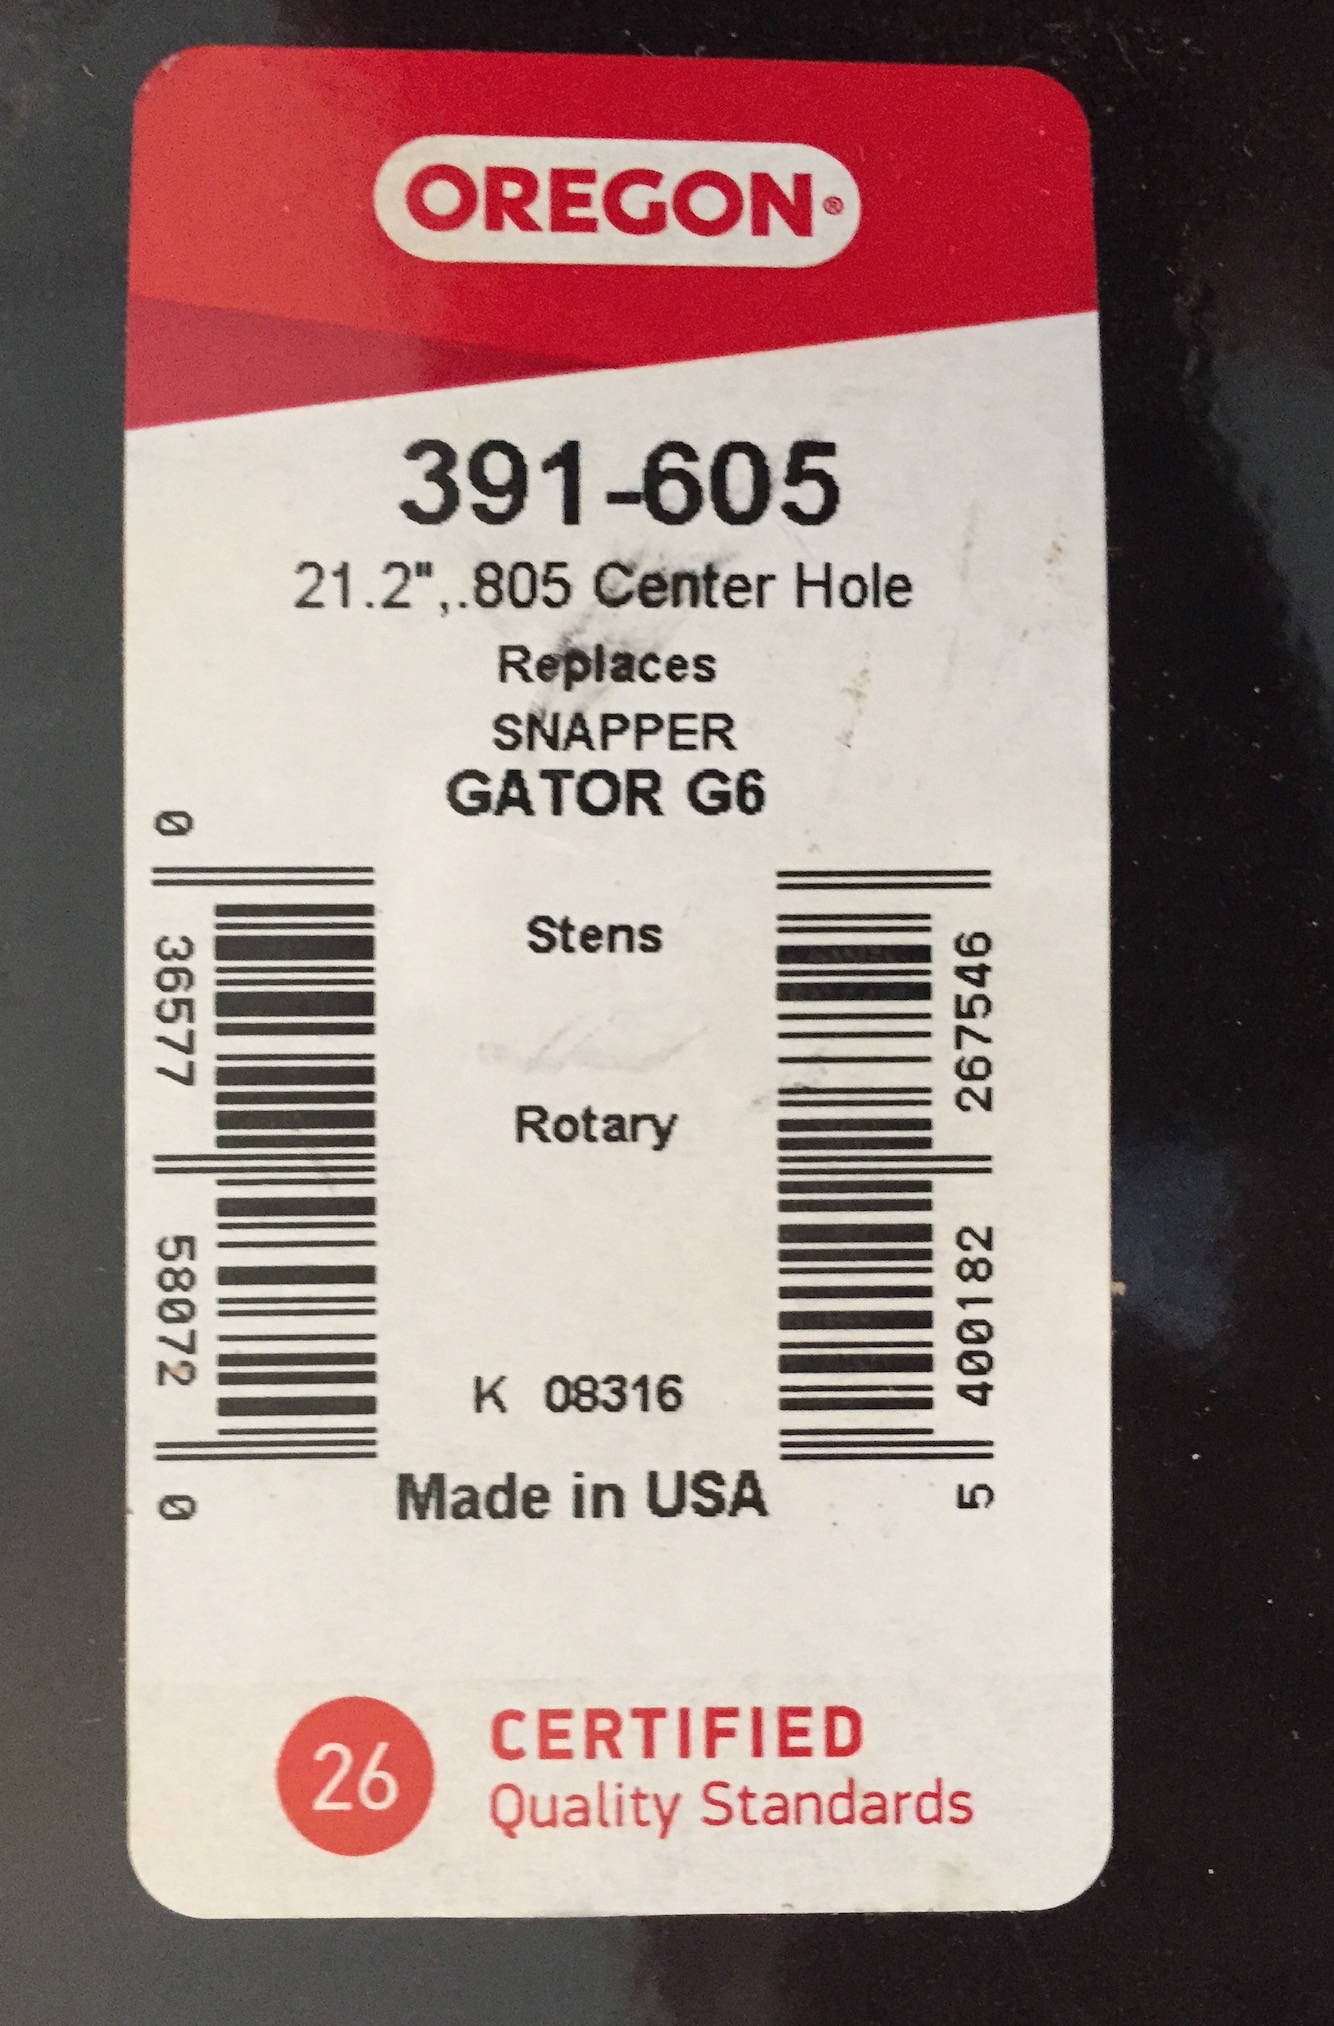 OREGON®
391-605
21.2",.805 Center Hole
Replaces
SNAPPER
GATOR G6
Stens
Rotary
K 08316
Made in USA
0 36577 58072 0
5 400182 267546
26
CERTIFIED
Quality Standards